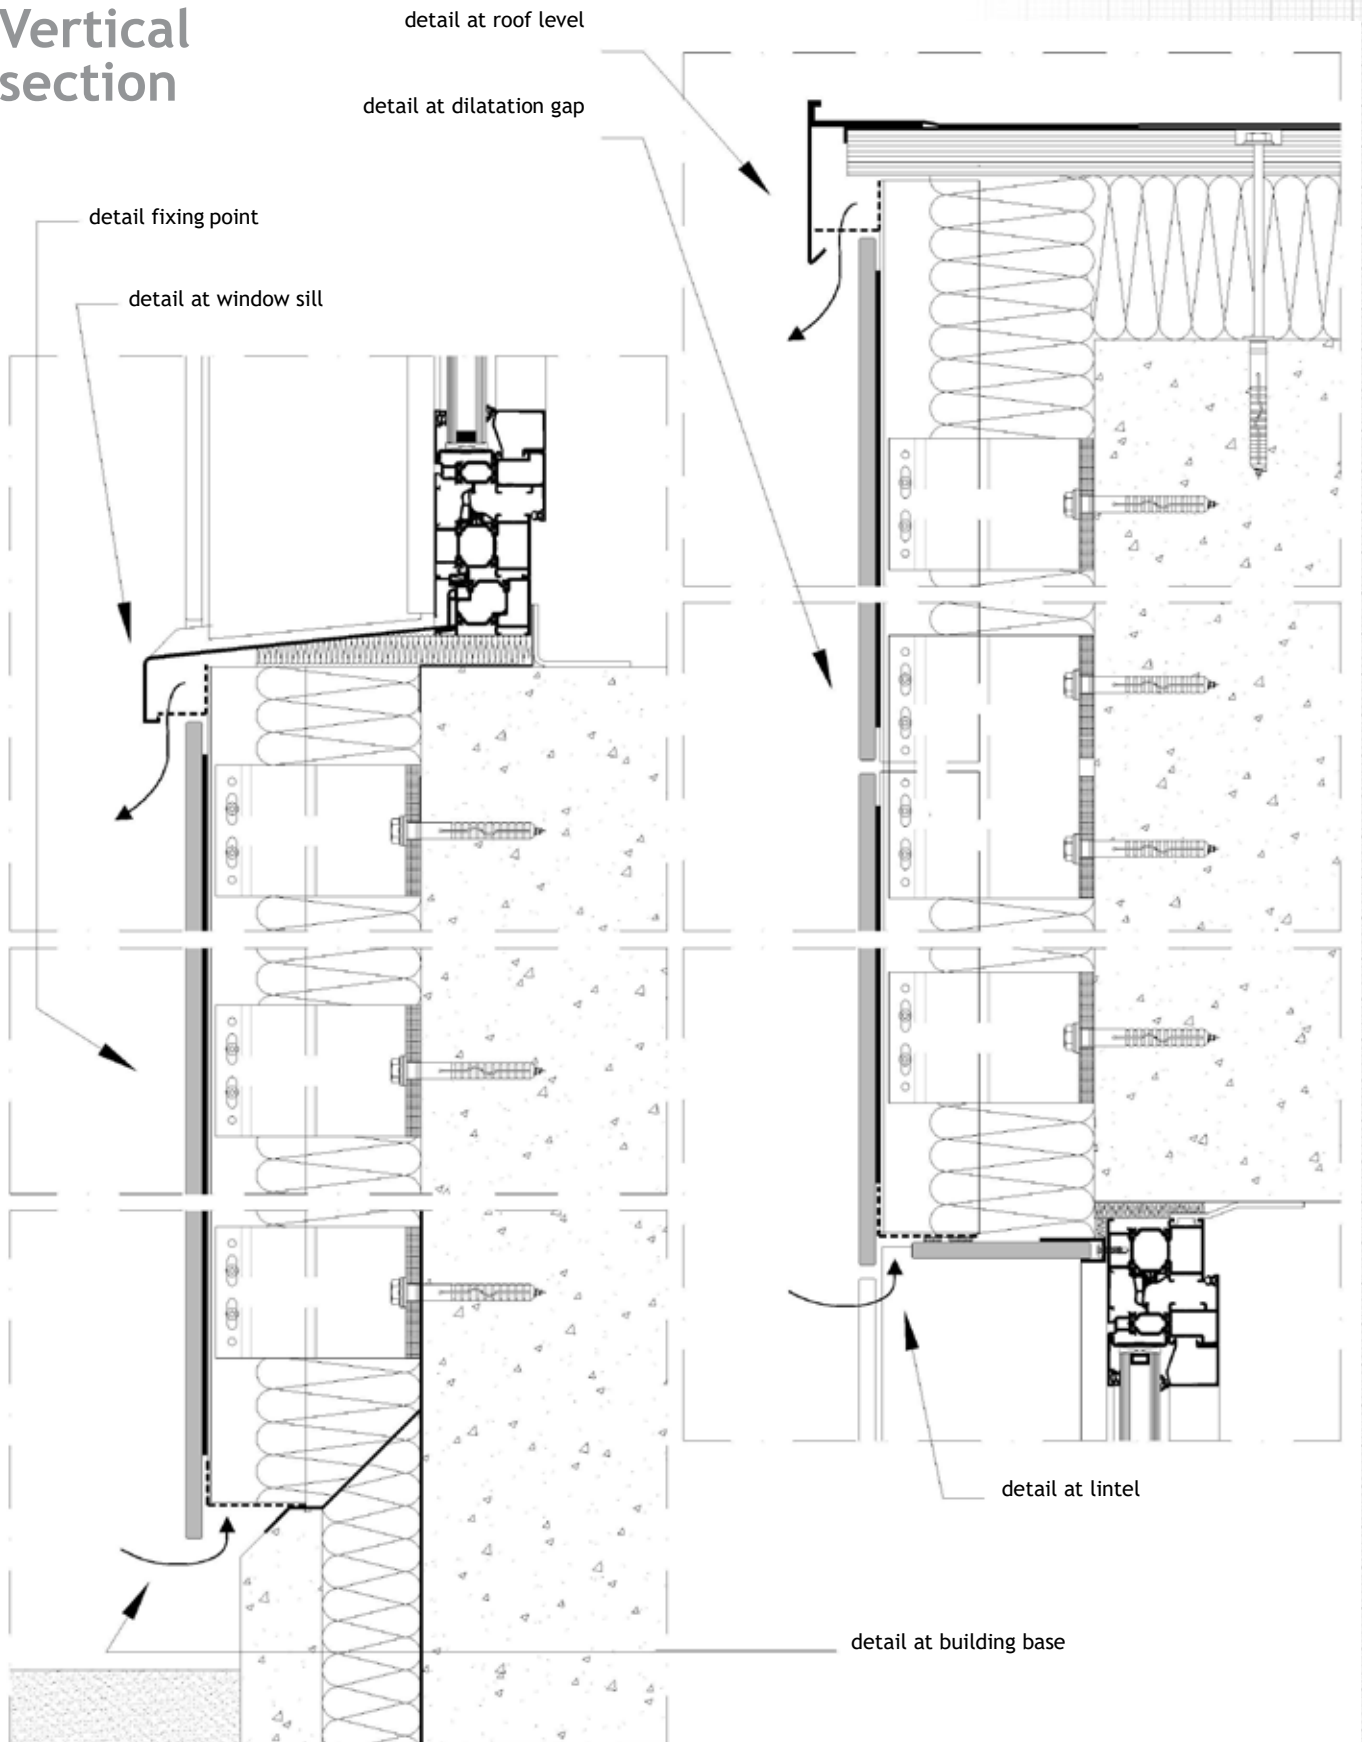 Vertical
section
detail at roof level
detail at dilatation gap
detail fixing point
detail at window sill
detail at lintel
detail at building base